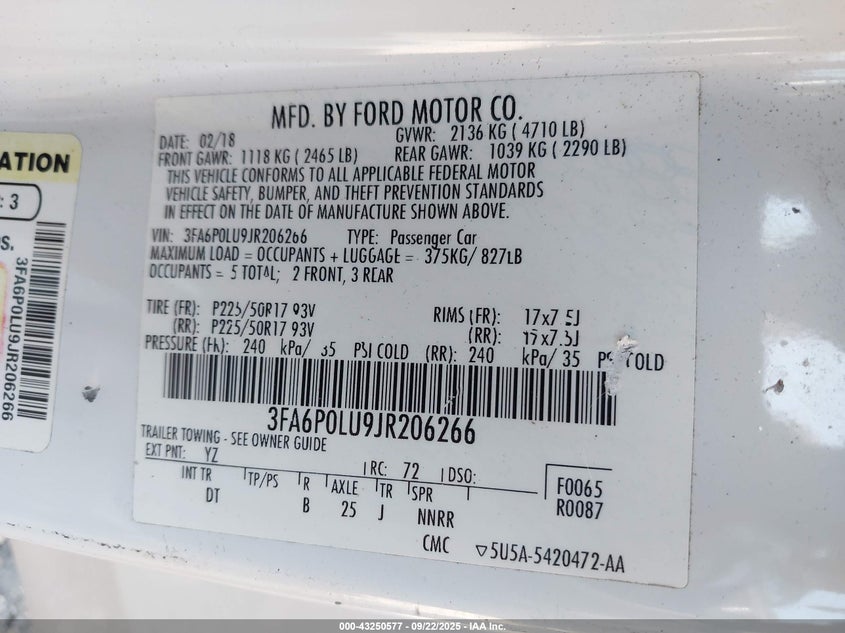 ATION
: 3
S.
3FA6P0LU9JR206266
MFD. BY FORD MOTOR CO.
DATE: 02/18 GVWR: 2136 KG ( 4710 LB)
FRONT GAWR: 1118 KG ( 2465 LB) REAR GAWR: 1039 KG ( 2290 LB)
THIS VEHICLE CONFORMS TO ALL APPLICABLE FEDERAL MOTOR
VEHICLE SAFETY, BUMPER, AND THEFT PREVENTION STANDARDS
IN EFFECT ON THE DATE OF MANUFACTURE SHOWN ABOVE.
VIN: 3FA6P0LU9JR206266 TYPE: Passenger Car
MAXIMUM LOAD = OCCUPANTS + LUGGAGE = 375KG/ 827LB
OCCUPANTS = 5 TOTAL; 2 FRONT, 3 REAR
TIRE (FR): P225/50R17 93V RIMS (FR): 17x7.5J
(RR): P225/50R17 93V (RR): 17x7.5J
PRESSURE (FR): 240 kPa/ 35 PSI COLD (RR): 240 kPa/ 35 PSI COLD
3FA6P0LU9JR206266
TRAILER TOWING - SEE OWNER GUIDE
EXT PNT: YZ RC: 72 DSO: F0065
INT TR TP/PS R AXLE TR SPR R0087
DT B 25 J NNRR
CMC ▽5U5A-5420472-AA
000-43250577 - 09/22/2025 - IAA, Inc.